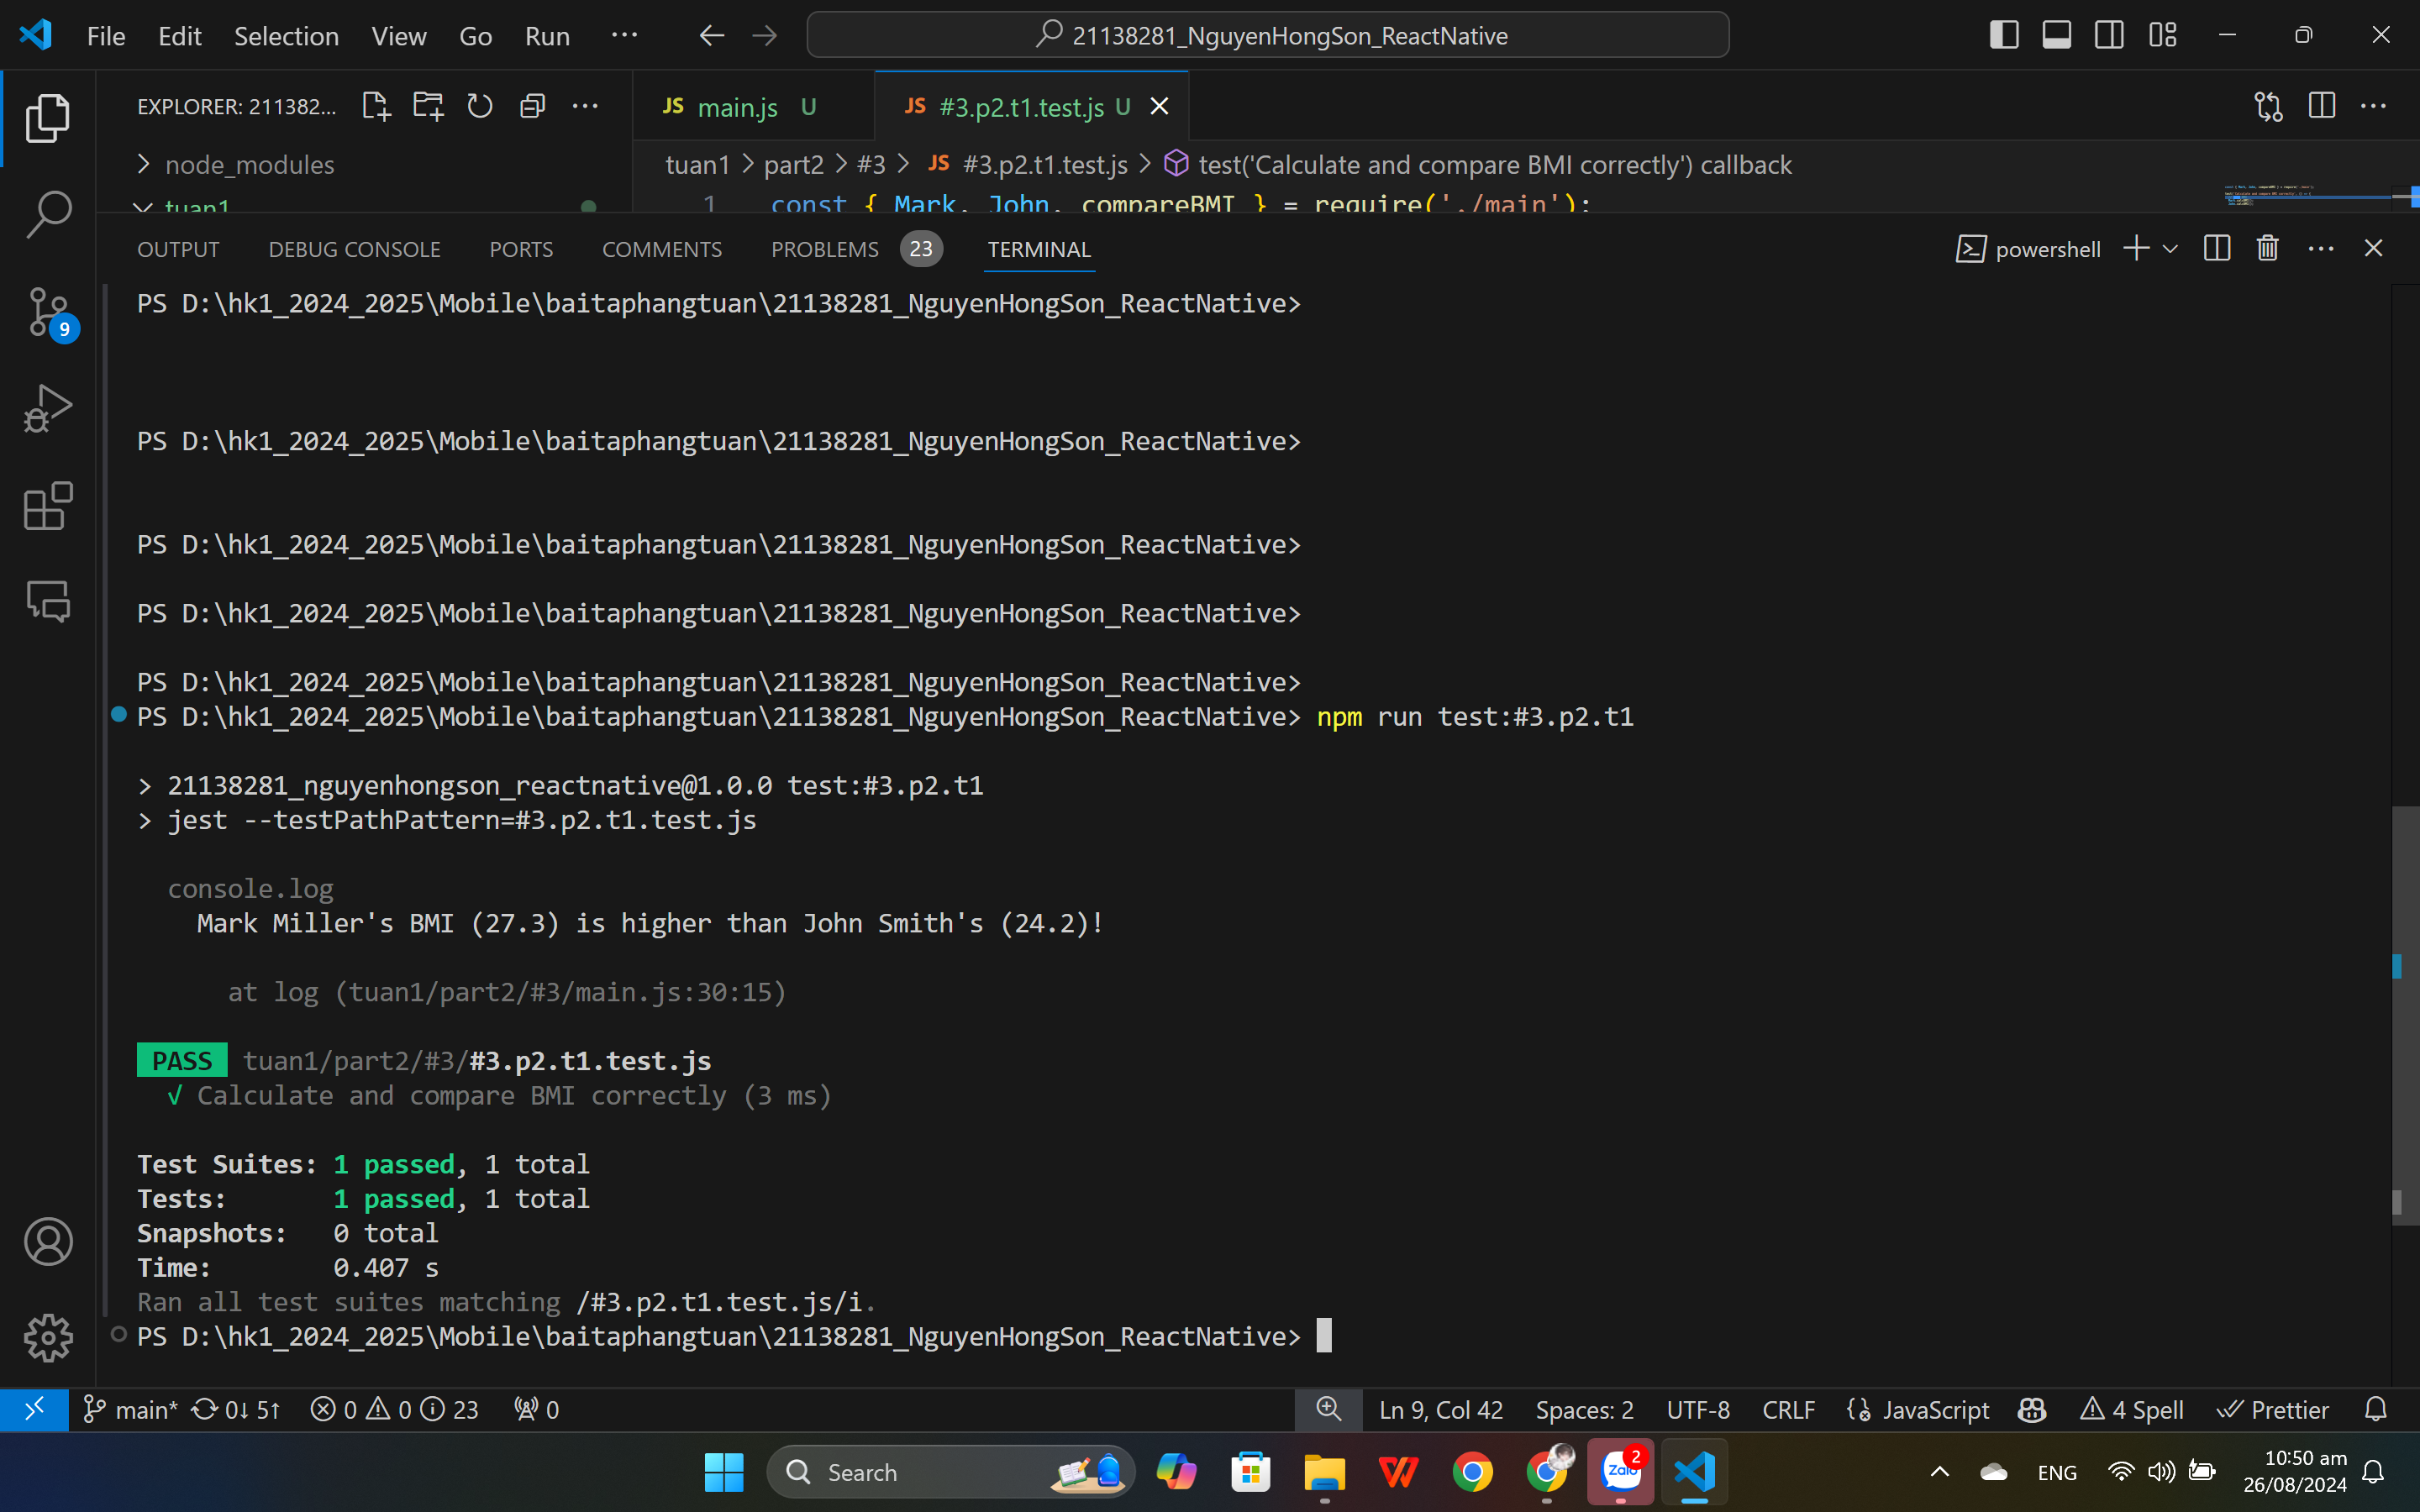 File Edit Selection View Go Run ··· 21138281_NguyenHongSon_ReactNative
EXPLORER: 211382...
JS main.js U
JS #3.p2.t1.test.js U
node_modules
tuan1
tuan1 > part2 > #3 > JS #3.p2.t1.test.js > test('Calculate and compare BMI correctly') callback
1 const { Mark, John, compareBMI } = require('./main');
OUTPUT DEBUG CONSOLE PORTS COMMENTS PROBLEMS 23 TERMINAL
powershell
9
PS D:\hk1_2024_2025\Mobile\baitaphangtuan\21138281_NguyenHongSon_ReactNative>
PS D:\hk1_2024_2025\Mobile\baitaphangtuan\21138281_NguyenHongSon_ReactNative>
PS D:\hk1_2024_2025\Mobile\baitaphangtuan\21138281_NguyenHongSon_ReactNative>
PS D:\hk1_2024_2025\Mobile\baitaphangtuan\21138281_NguyenHongSon_ReactNative>
PS D:\hk1_2024_2025\Mobile\baitaphangtuan\21138281_NguyenHongSon_ReactNative>
PS D:\hk1_2024_2025\Mobile\baitaphangtuan\21138281_NguyenHongSon_ReactNative> npm run test:#3.p2.t1
> 21138281_nguyenhongson_reactnative@1.0.0 test:#3.p2.t1
> jest --testPathPattern=#3.p2.t1.test.js
console.log
Mark Miller's BMI (27.3) is higher than John Smith's (24.2)!
at log (tuan1/part2/#3/main.js:30:15)
PASS tuan1/part2/#3/#3.p2.t1.test.js
√ Calculate and compare BMI correctly (3 ms)
Test Suites: 1 passed, 1 total
Tests: 1 passed, 1 total
Snapshots: 0 total
Time: 0.407 s
Ran all test suites matching /#3.p2.t1.test.js/i.
PS D:\hk1_2024_2025\Mobile\baitaphangtuan\21138281_NguyenHongSon_ReactNative>
main* 0↓ 5↑ 0 0 23 0 Ln 9, Col 42 Spaces: 2 UTF-8 CRLF JavaScript 4 Spell Prettier
Search Zalo 2 ENG 10:50 am
26/08/2024